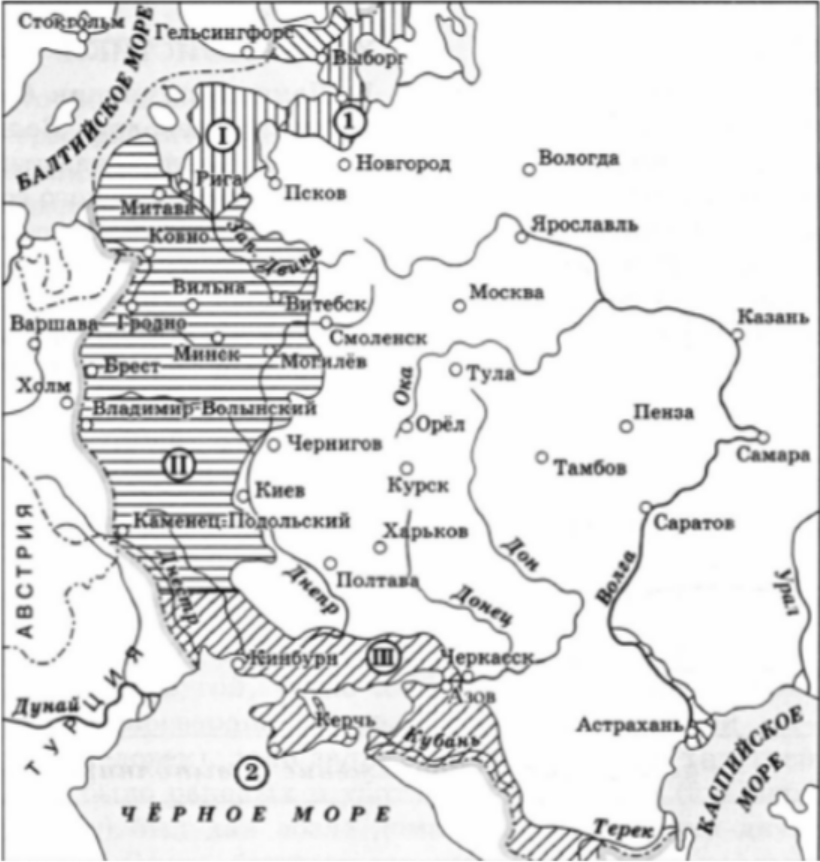 Стокгольм
Гельсингфорс
Выборг
БАЛТИЙСКОЕ МОРЕ
I
1
Новгород
Вологда
Рига
Псков
Митава
Ярославль
Ковно
Зап. Двина
Вильна
Витебск
Москва
Казань
Варшава
Гродно
Смоленск
Минск
Могилёв
Брест
Тула
Холм
Ока
Владимир-Волынский
Орёл
Пенза
Чернигов
Самара
II
Тамбов
Курск
Киев
Каменец-Подольский
Саратов
Харьков
АВСТРИЯ
Днестр
Днепр
Полтава
Дон
Волга
Урал
Донец
Кинбурн
III
Черкасск
ТУРЦИЯ
Дунай
Азов
Керчь
Кубань
Астрахань
2
КАСПИЙСКОЕ
МОРЕ
ЧЁРНОЕ МОРЕ
Терек